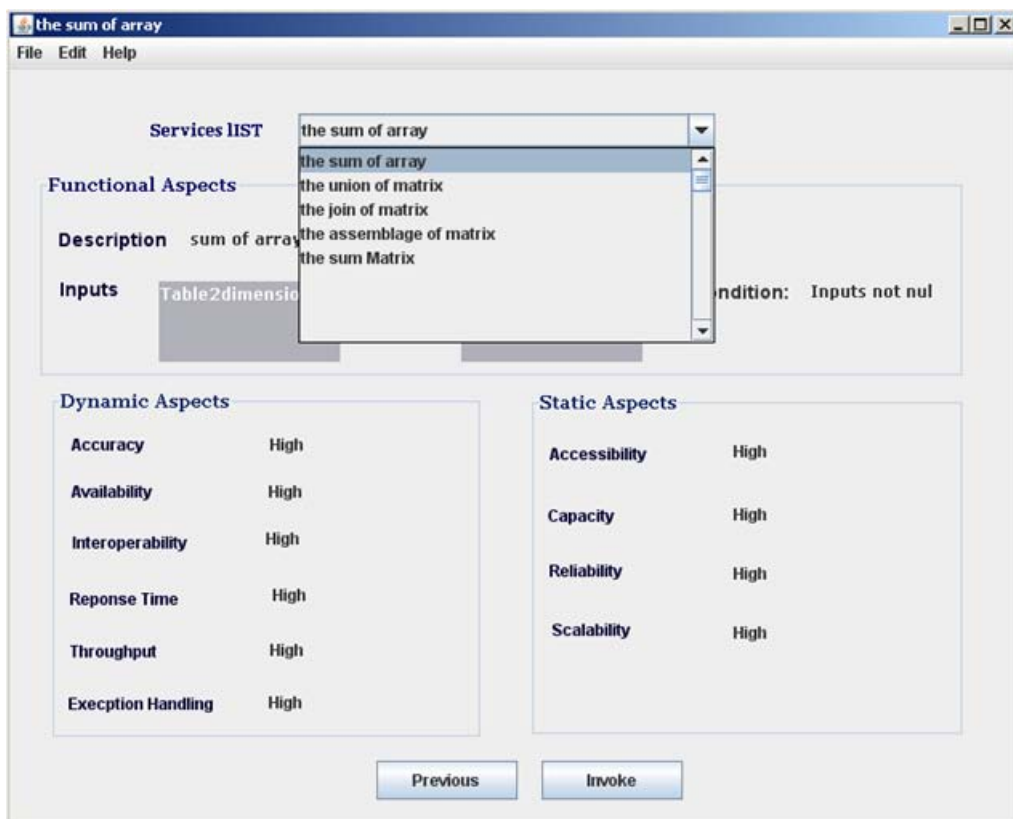 the sum of array
File Edit Help
Services lIST the sum of array
the sum of array
the union of matrix
the join of matrix
the assemblage of matrix
the sum Matrix
Functional Aspects
Description sum of array
Inputs Table2dimensio ndition: Inputs not nul
Dynamic Aspects
Accuracy High
Availability High
Interoperability High
Reponse Time High
Throughput High
Execption Handling High
Static Aspects
Accessibility High
Capacity High
Reliability High
Scalability High
Previous Invoke